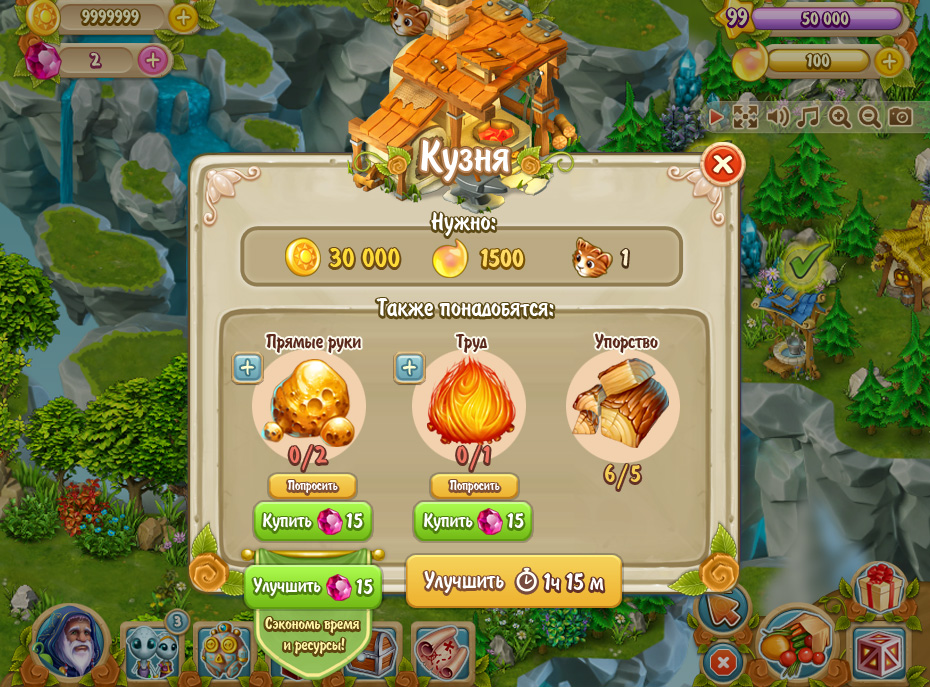 9999999
99
50 000
2
100
Кузня
Нужно:
30 000
1500
1
Также понадобятся:
Прямые руки
Труд
Упорство
0/2
0/1
6/5
Попросить
Попросить
Купить 15
Купить 15
Улучшить 15
Улучшить 1ч 15 м
Сэкономь время
и ресурсы!
3